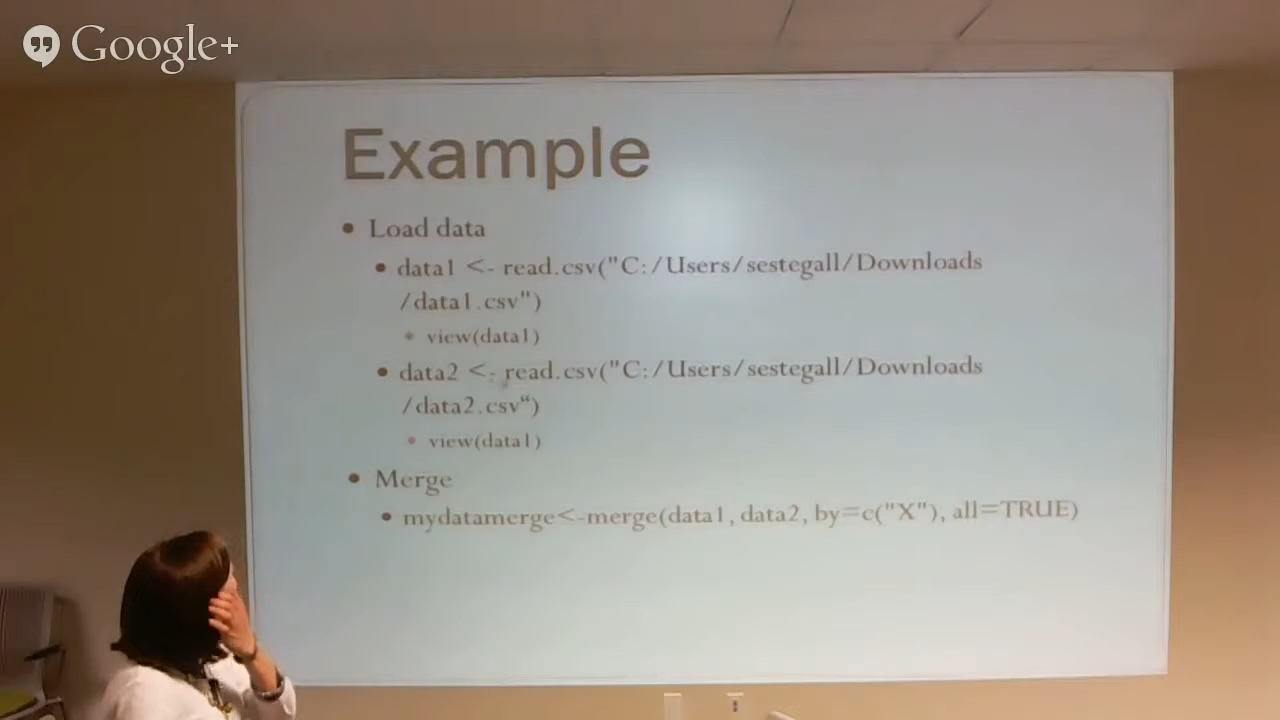 Google+
Example
• Load data
• data1 <- read.csv("C:/Users/sestegall/Downloads
/data1.csv")
• view(data1)
• data2 <- read.csv("C:/Users/sestegall/Downloads
/data2.csv“)
• view(data1)
• Merge
• mydatamerge<-merge(data1, data2, by=c("X"), all=TRUE)